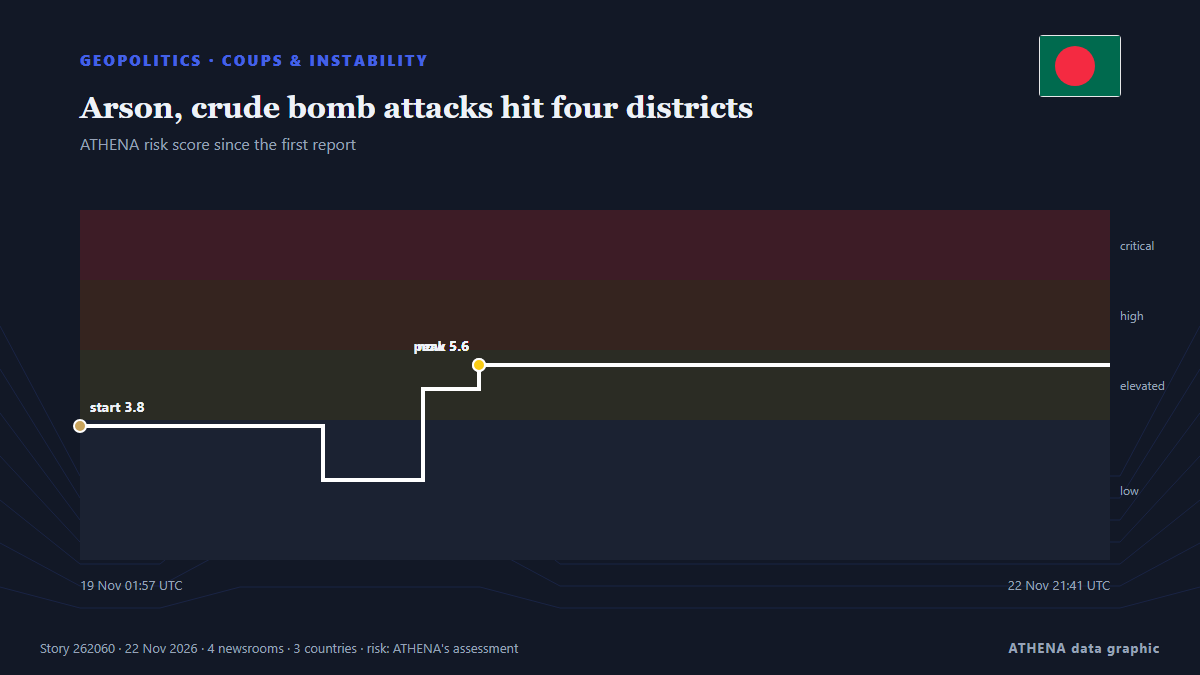 GEOPOLITICS · COUPS & INSTABILITY
Arson, crude bomb attacks hit four districts
ATHENA risk score since the first report
critical
high
peak 5.6
elevated
start 3.8
low
19 Nov 01:57 UTC
22 Nov 21:41 UTC
Story 262060 · 22 Nov 2026 · 4 newsrooms · 3 countries · risk: ATHENA's assessment
ATHENA data graphic